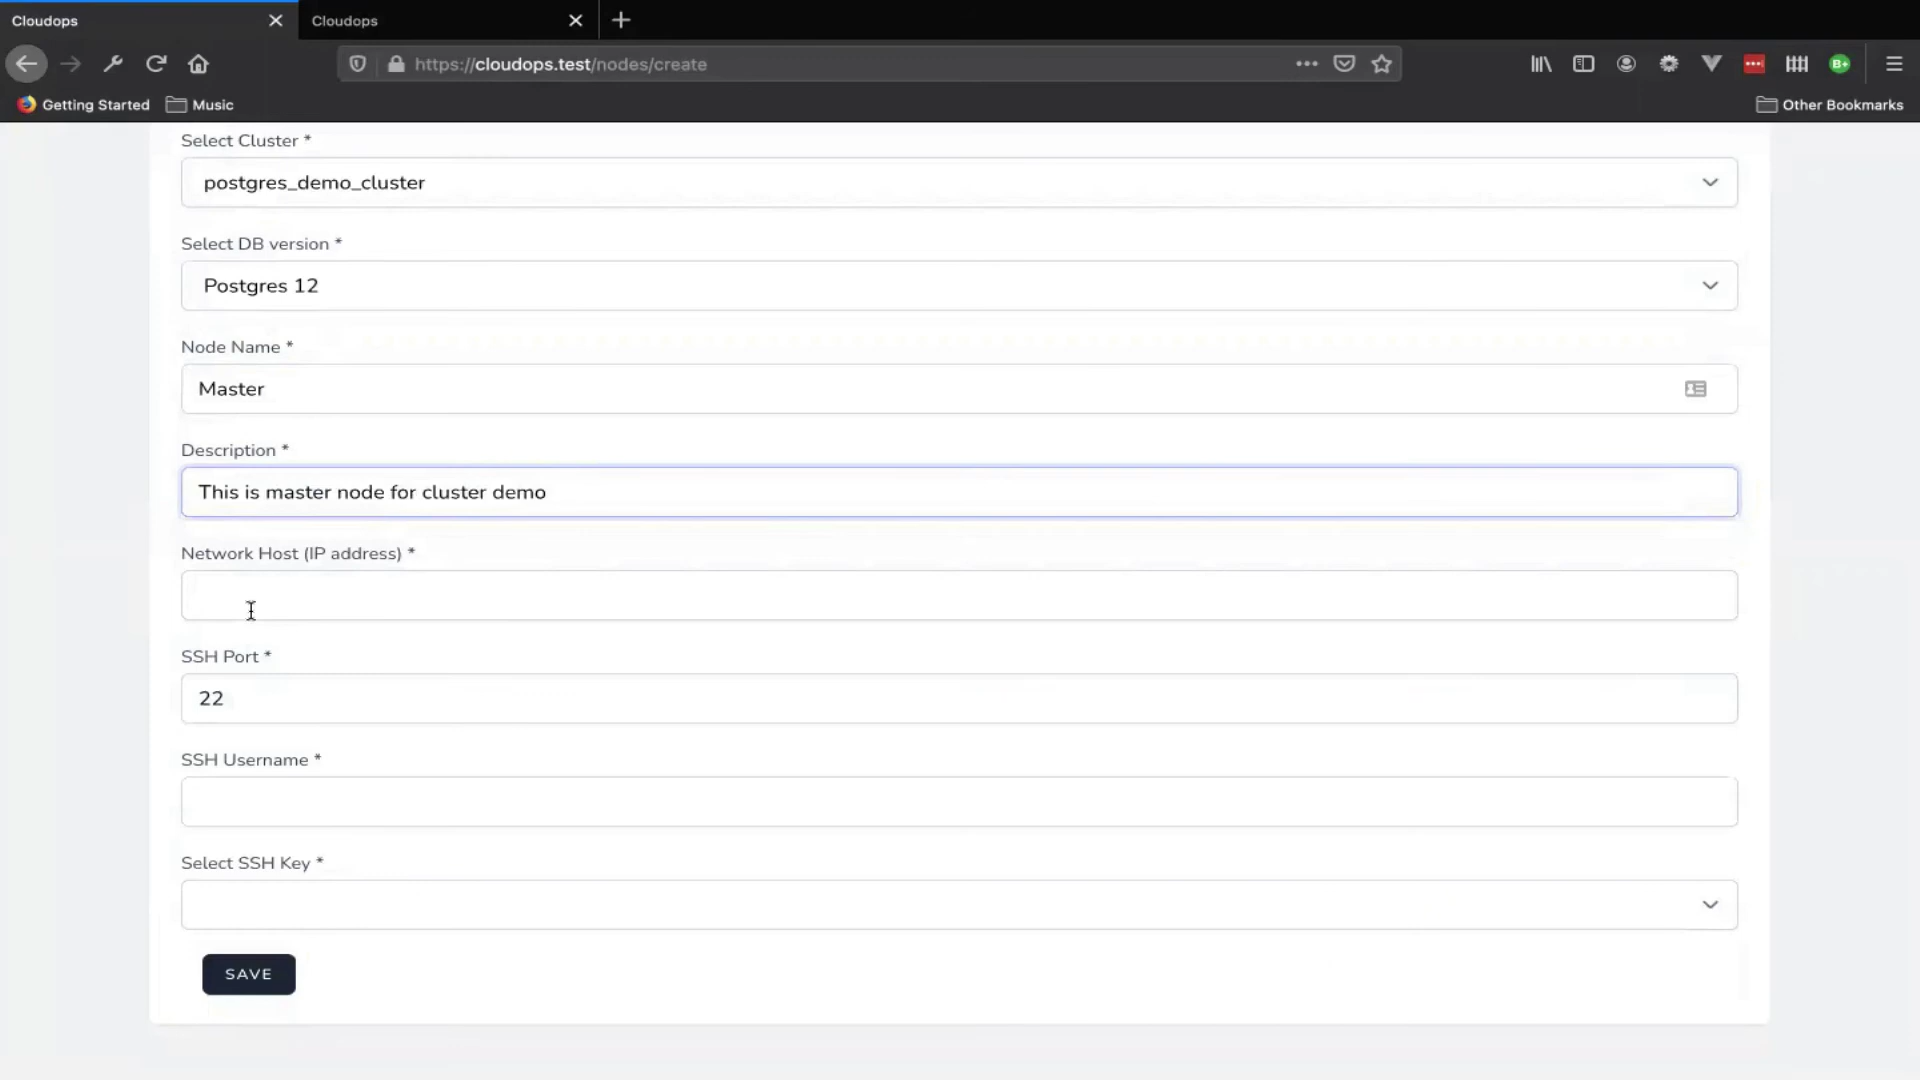 Cloudops
Cloudops
https://cloudops.test/nodes/create
Getting Started
Music
Other Bookmarks
Select Cluster *
postgres_demo_cluster
Select DB version *
Postgres 12
Node Name *
Master
Description *
This is master node for cluster demo
Network Host (IP address) *
SSH Port *
22
SSH Username *
Select SSH Key *
SAVE